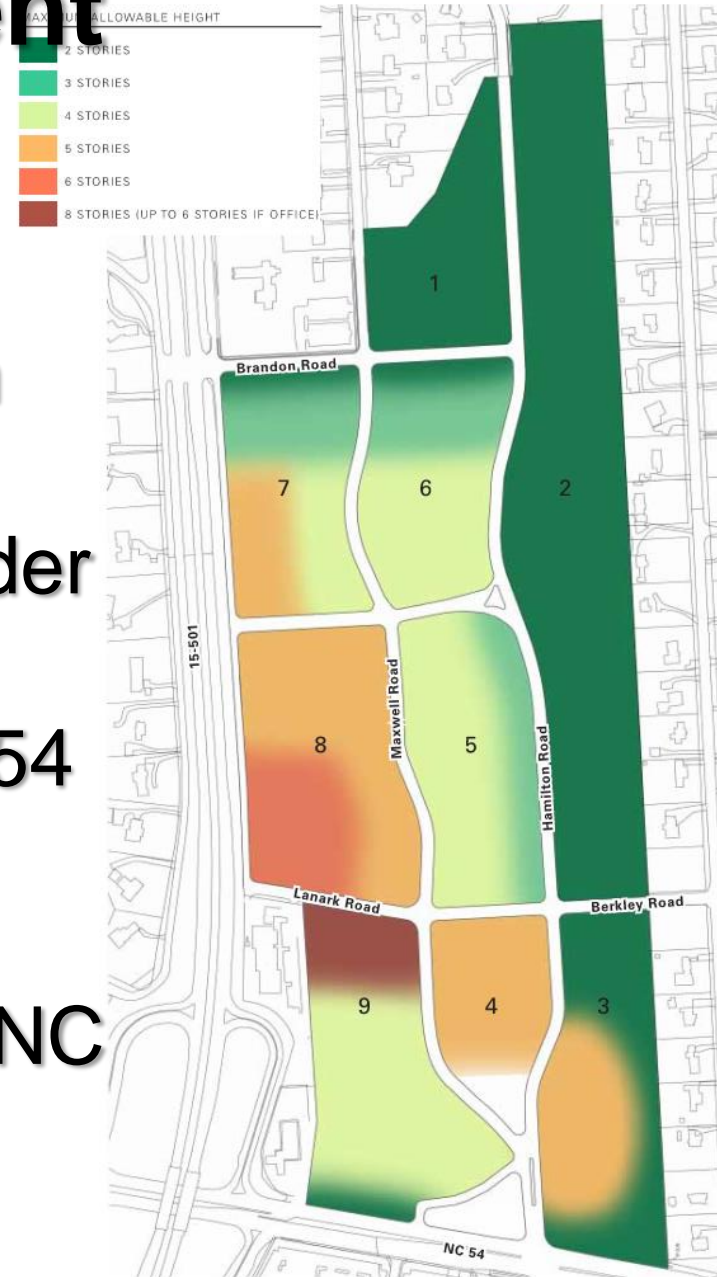 ent
ALLOWABLE HEIGHT
2 STORIES
3 STORIES
4 STORIES
5 STORIES
6 STORIES
8 STORIES (UP TO 6 STORIES IF OFFICE)
1
Brandon Road
7
6
2
der
15-501
Maxwell Road
54
8
5
Hamilton Road
Lanark Road
Berkley Road
9
4
3
NC
NC 54